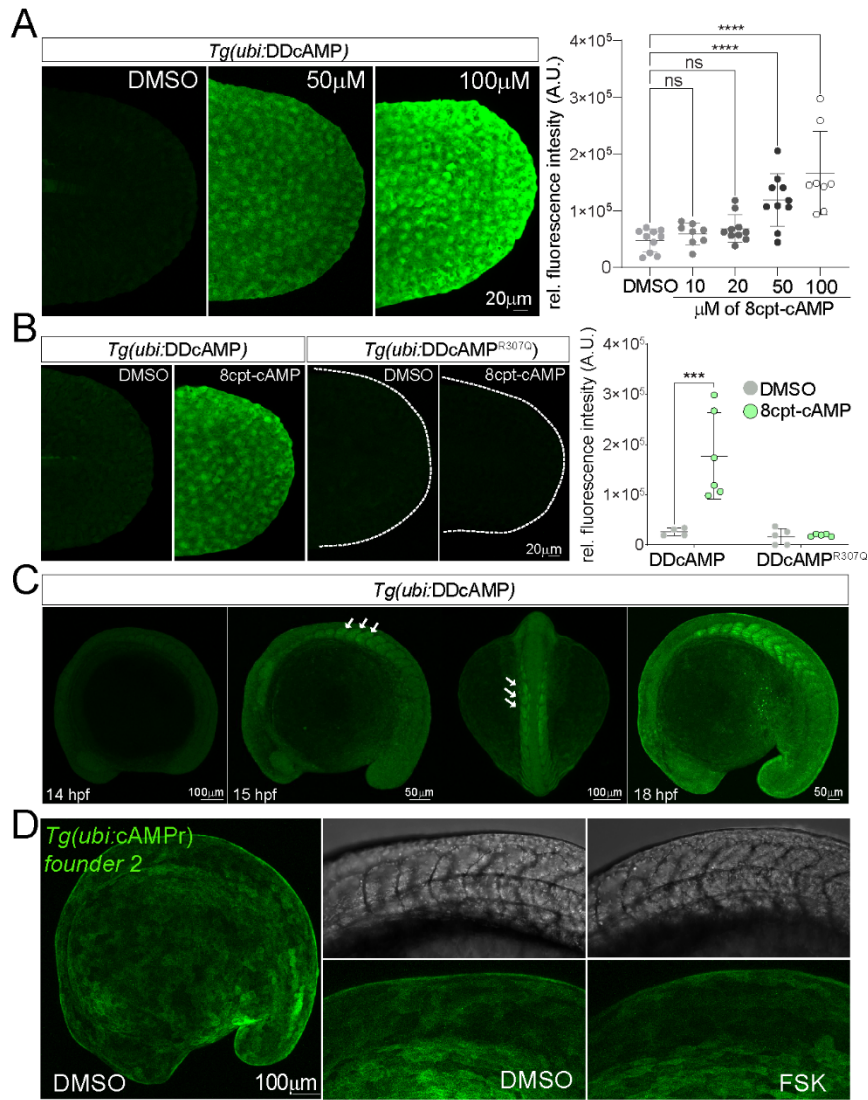 A
Tg(ubi:DDcAMP)
DMSO
50μM
100μM
20μm
rel. fluorescence intesity (A.U.)
4×10⁵
3×10⁵
2×10⁵
1×10⁵
0
****
****
ns
ns
DMSO 10 20 50 100
μM of 8cpt-cAMP
B
Tg(ubi:DDcAMP)
Tg(ubi:DDcAMPR307Q)
DMSO
8cpt-cAMP
DMSO
8cpt-cAMP
20μm
rel. fluorescence intesity (A.U.)
4×10⁵
3×10⁵
2×10⁵
1×10⁵
0
***
DMSO
8cpt-cAMP
DDcAMP
DDcAMPR307Q
C
Tg(ubi:DDcAMP)
14 hpf
100μm
15 hpf
50μm
100μm
18 hpf
50μm
D
Tg(ubi:cAMPr)
founder 2
DMSO
100μm
DMSO
FSK